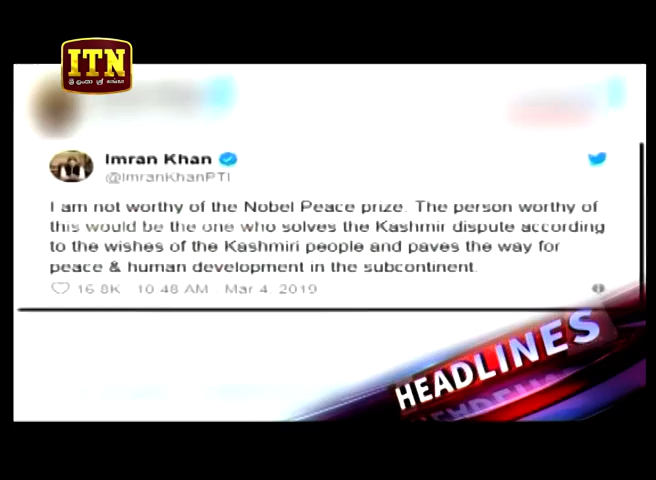 ITN
Imran Khan
@ImranKhanPTI
I am not worthy of the Nobel Peace prize. The person worthy of
this would be the one who solves the Kashmir dispute according
to the wishes of the Kashmiri people and paves the way for
peace & human development in the subcontinent.
16.8K 10:48 AM - Mar 4, 2019
HEADLINES